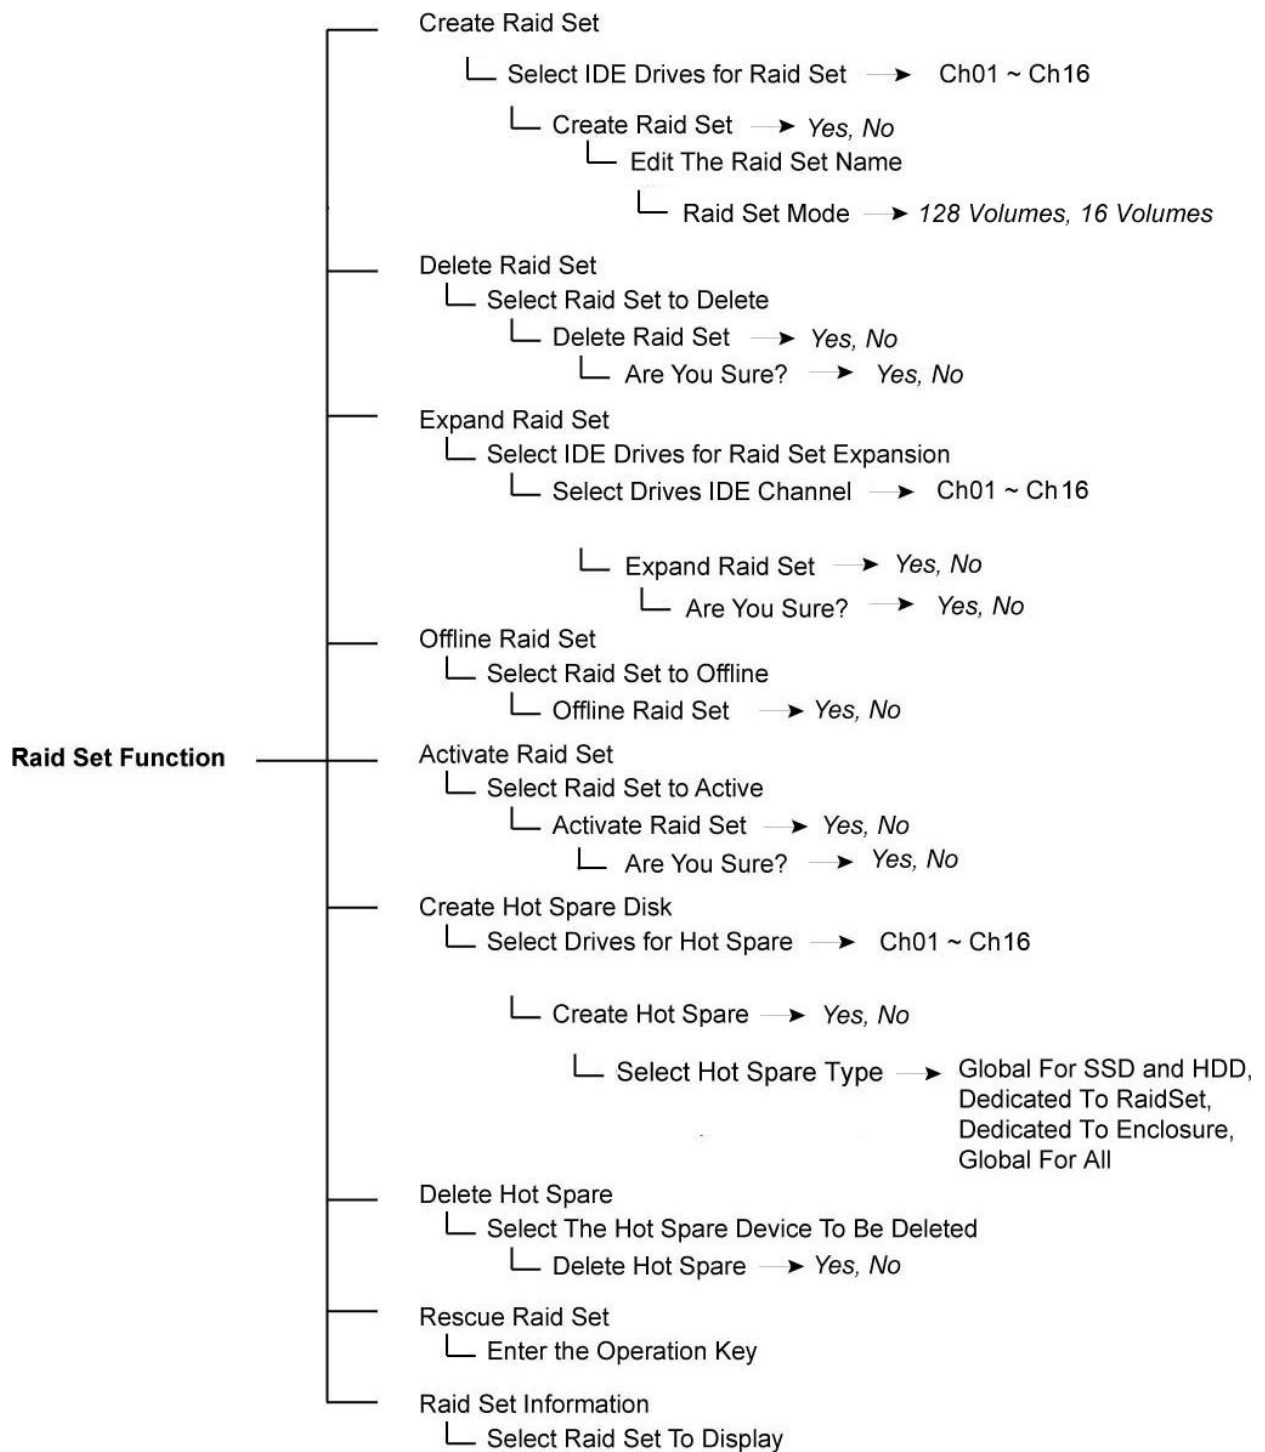 Create Raid Set
Select IDE Drives for Raid Set Ch01 ~ Ch16
Create Raid Set Yes, No
Edit The Raid Set Name
Raid Set Mode 128 Volumes, 16 Volumes
Delete Raid Set
Select Raid Set to Delete
Delete Raid Set Yes, No
Are You Sure? Yes, No
Expand Raid Set
Select IDE Drives for Raid Set Expansion
Select Drives IDE Channel Ch01 ~ Ch16
Expand Raid Set Yes, No
Are You Sure? Yes, No
Offline Raid Set
Select Raid Set to Offline
Offline Raid Set Yes, No
Raid Set Function
Activate Raid Set
Select Raid Set to Active
Activate Raid Set Yes, No
Are You Sure? Yes, No
Create Hot Spare Disk
Select Drives for Hot Spare Ch01 ~ Ch16
Create Hot Spare Yes, No
Select Hot Spare Type Global For SSD and HDD,
Dedicated To RaidSet,
Dedicated To Enclosure,
Global For All
Delete Hot Spare
Select The Hot Spare Device To Be Deleted
Delete Hot Spare Yes, No
Rescue Raid Set
Enter the Operation Key
Raid Set Information
Select Raid Set To Display